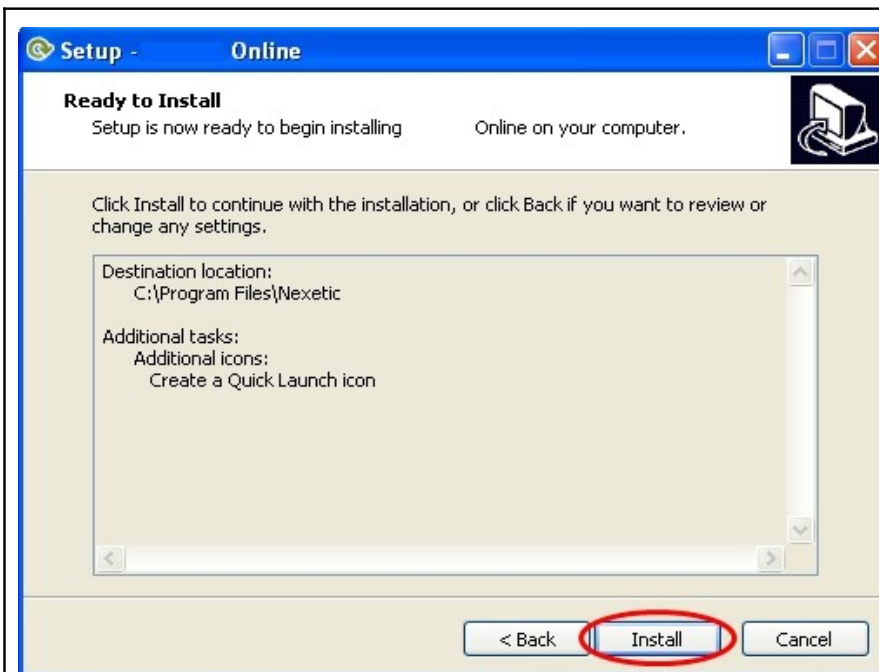 Setup - Online
Ready to Install
Setup is now ready to begin installing Online on your computer.
Click Install to continue with the installation, or click Back if you want to review or
change any settings.
Destination location:
C:\Program Files\Nexetic
Additional tasks:
Additional icons:
Create a Quick Launch icon
< Back Install Cancel